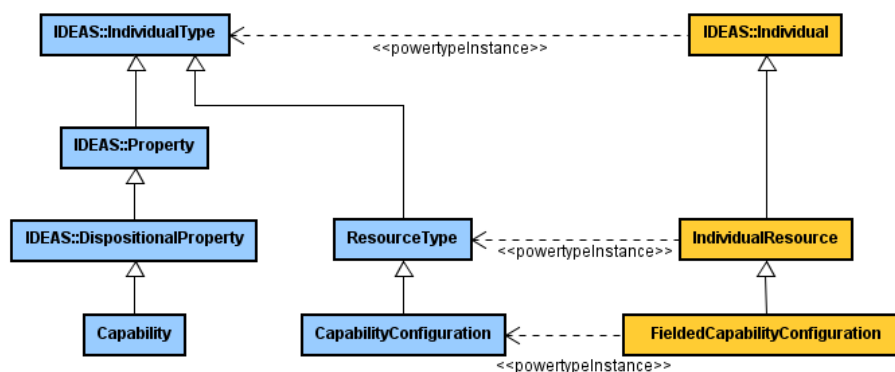 IDEAS::IndividualType
IDEAS::Individual
<<powertypeInstance>>
IDEAS::Property
IDEAS::DispositionalProperty
ResourceType
IndividualResource
<<powertypeInstance>>
Capability
CapabilityConfiguration
FieldedCapabilityConfiguration
<<powertypeInstance>>